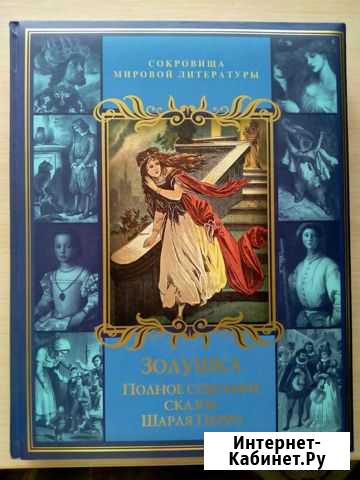 СОКРОВИЩА
МИРОВОЙ ЛИТЕРАТУРЫ
ЗОЛУШКА
ПОЛНОЕ СОБРАНИЕ
СКАЗОК
ШАРЛЯ ПЕРРО
Интернет-
Кабинет.Ру